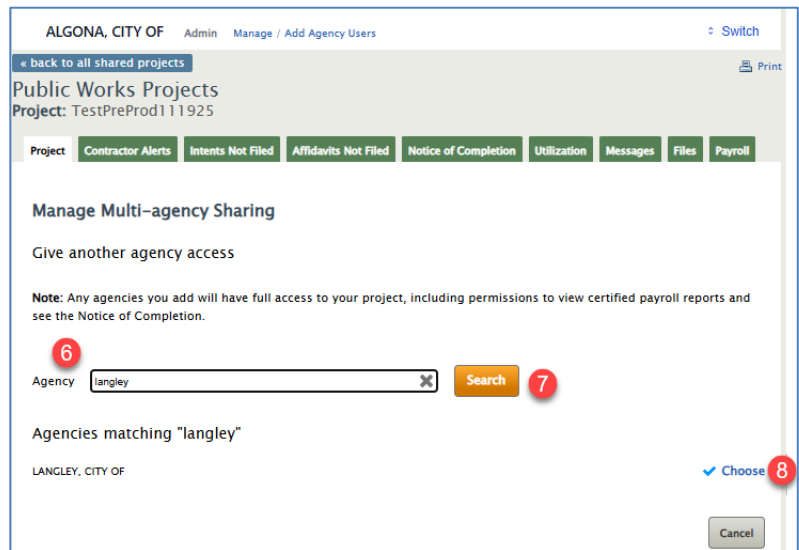 ALGONA, CITY OF Admin Manage / Add Agency Users Switch
« back to all shared projects Print
Public Works Projects
Project: TestPreProd111925
Project Contractor Alerts Intents Not Filed Affidavits Not Filed Notice of Completion Utilization Messages Files Payroll
Manage Multi-agency Sharing
Give another agency access
Note: Any agencies you add will have full access to your project, including permissions to view certified payroll reports and
see the Notice of Completion.
6
Agency langley Search 7
Agencies matching "langley"
LANGLEY, CITY OF Choose 8
Cancel